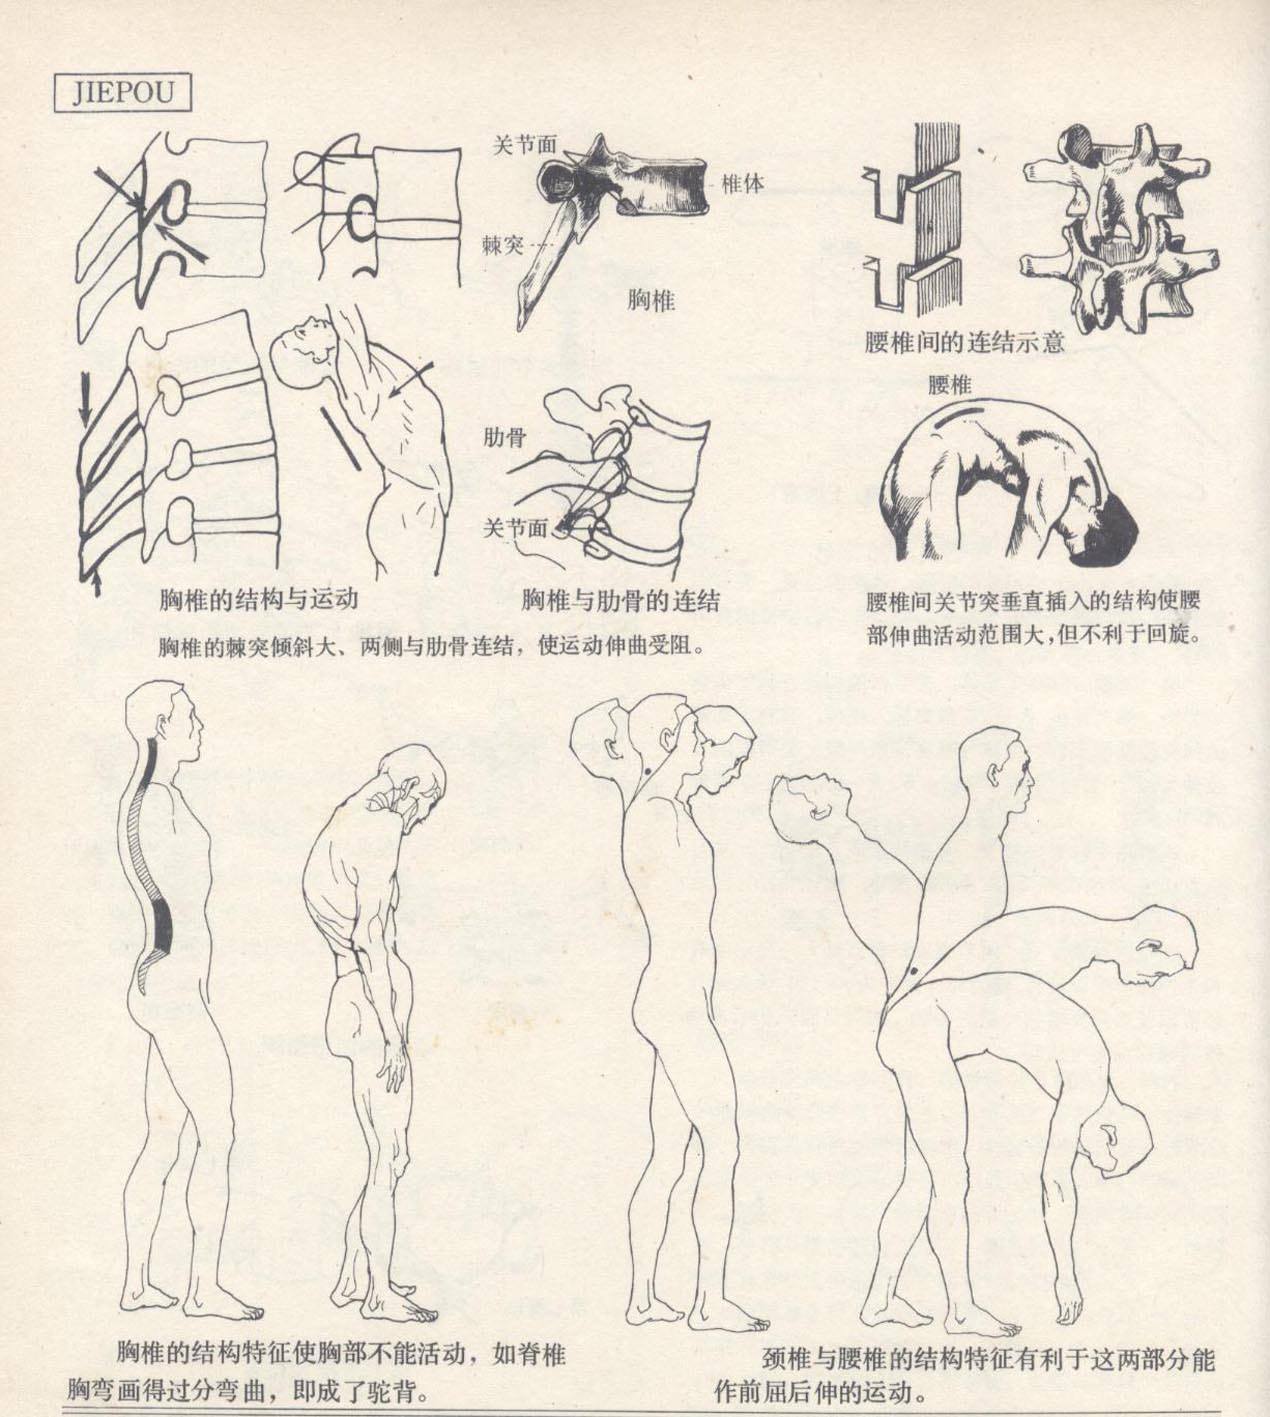 JIEPOU
关节面
椎体
棘突
胸椎
腰椎间的连结示意
腰椎
肋骨
关节面
胸椎的结构与运动
胸椎与肋骨的连结
胸椎的棘突倾斜大、两侧与肋骨连结，使运动伸曲受阻。
腰椎间关节突垂直插入的结构使腰
部伸曲活动范围大，但不利于回旋。
胸椎的结构特征使胸部不能活动，如脊椎
胸弯画得过分弯曲，即成了驼背。
颈椎与腰椎的结构特征有利于这两部分能
作前屈后伸的运动。